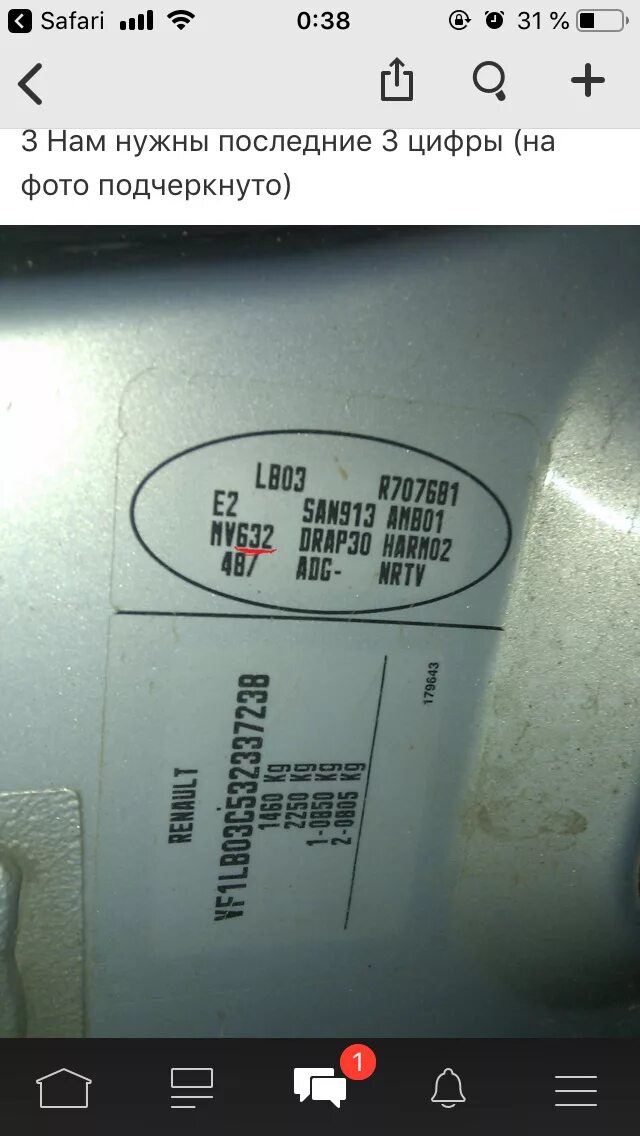 Safari
0:38
31 %
3 Нам нужны последние 3 цифры (на
фото подчеркнуто)
LB03 R707681
E2 SAN913 AMB01
MV632 DRAP30 HARM02
48/ ADG- NRTV
179643
RENAULT
VF1LB03C532337238
1460 Kg
2250 Kg
1-0850 Kg
2-0805 Kg
1